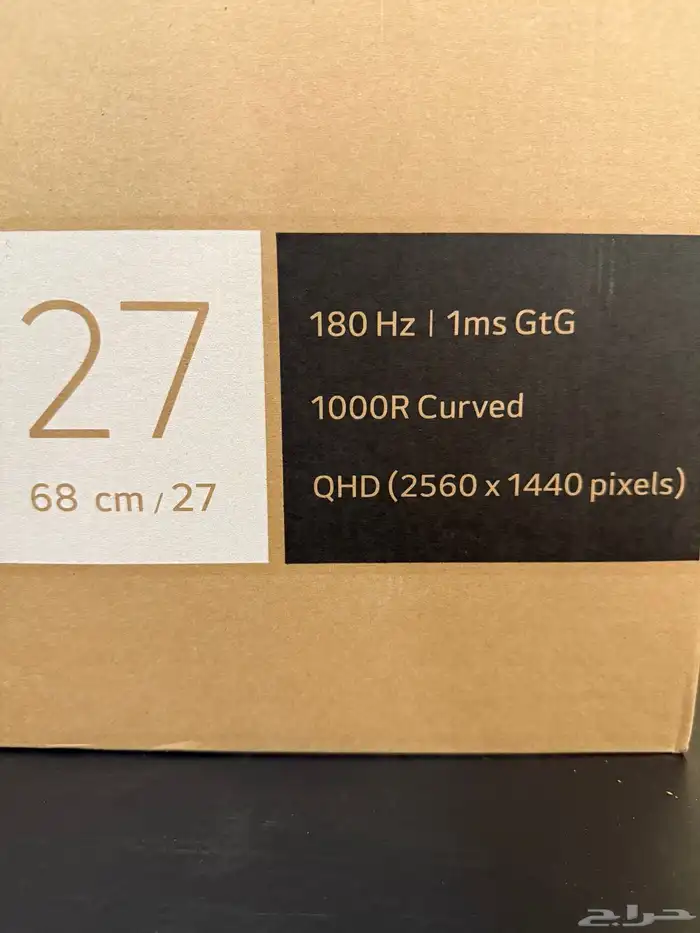 27
68 cm / 27
180 Hz | 1ms GtG
1000R Curved
QHD (2560 x 1440 pixels)
حراج